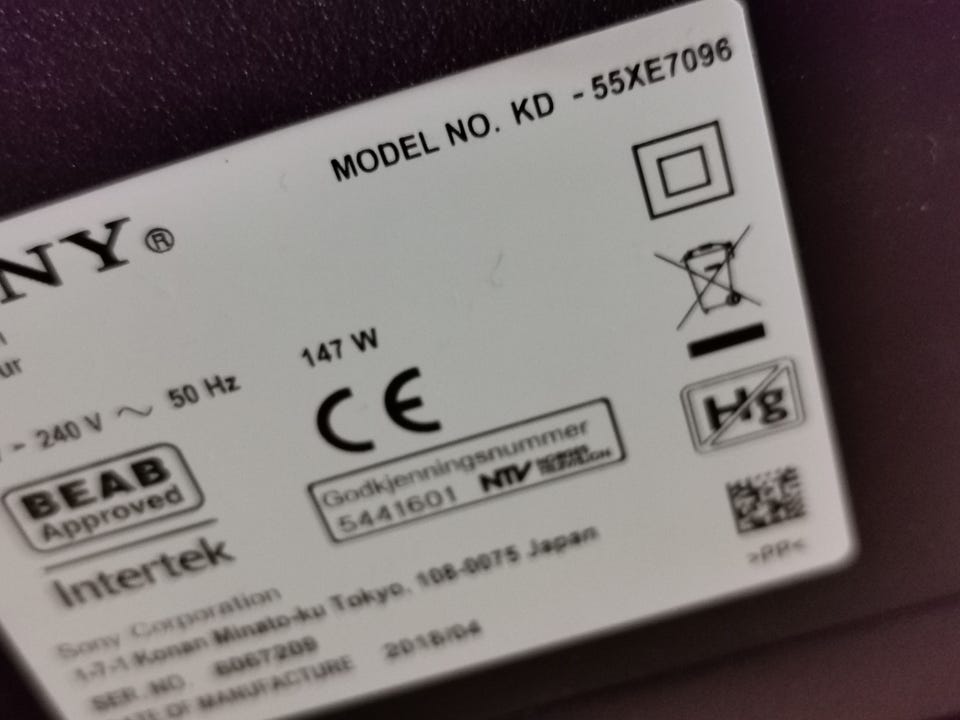 MODEL NO. KD - 55XE7096
NY®
ur
- 240 V ~ 50 Hz
147 W
CE
BEAB
Approved
Intertek
Godkjenningsnummer
5441601 NTV
Hg
>PP<
Sony Corporation
1-7-1 Konan Minato-ku Tokyo, 108-0075 Japan
SER. NO. 6067209
DATE OF MANUFACTURE 2018/04